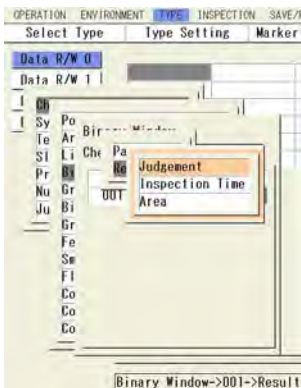 OPERATION ENVIRONMENT TYPE INSPECTION SAVE/
Select Type Type Setting Marker
Data R/W 0
Data R/W 1
Ch
Sy Po Binary Window
Te Ar
Sl Li Che Pa Judgement
Pr Bi Re Inspection Time
Nu Gr 001 Area
Ju Bi
Gr
Fe
Sm
Fl
Co
Co
Co
Binary Window->001->Result